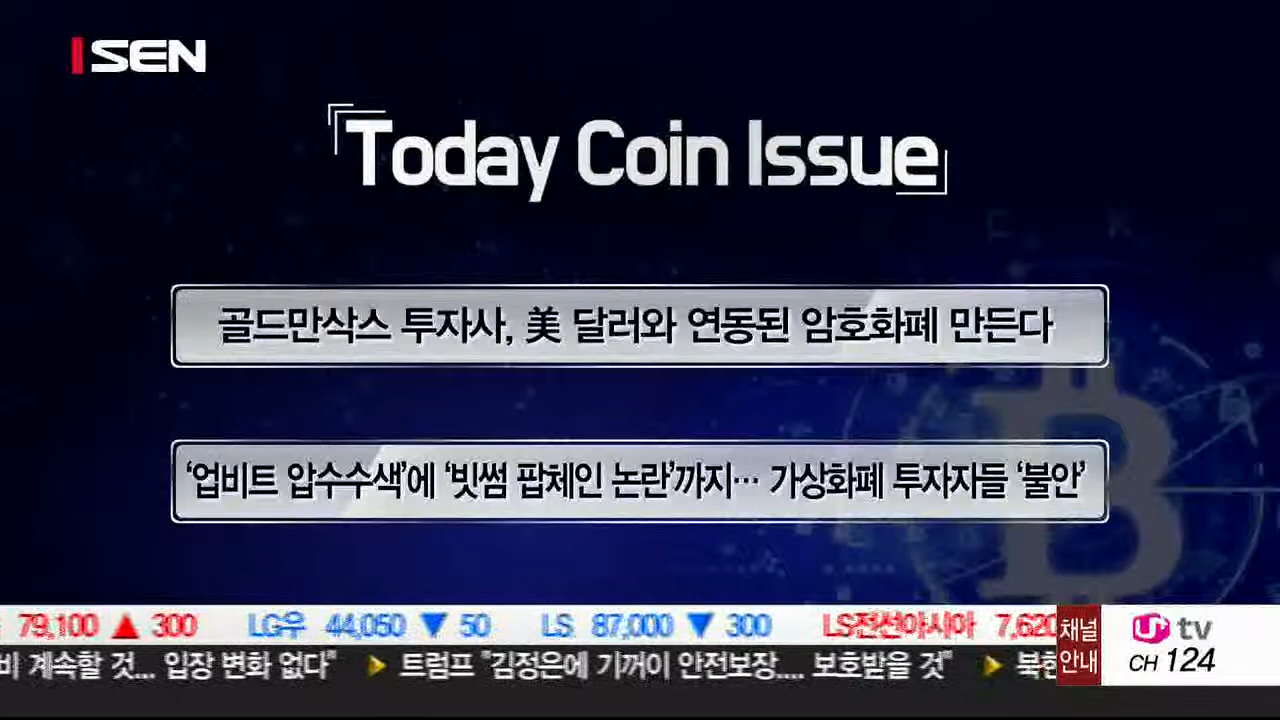 SEN
Today Coin Issue
골드만삭스 투자사, 美 달러와 연동된 암호화폐 만든다
‘업비트 압수수색’에 ‘빗썸 팝체인 논란’까지… 가상화폐 투자자들 ‘불안’
79,100 ▲ 300 LG우 44,050 ▼ 50 LS 87,000 ▼ 300 LS전선아시아 7,620
비 계속할 것... 입장 변화 없다" ▶ 트럼프 "김정은에 기꺼이 안전보장.... 보호받을 것" ▶ 북한
채널
안내
U+ tv
CH 124